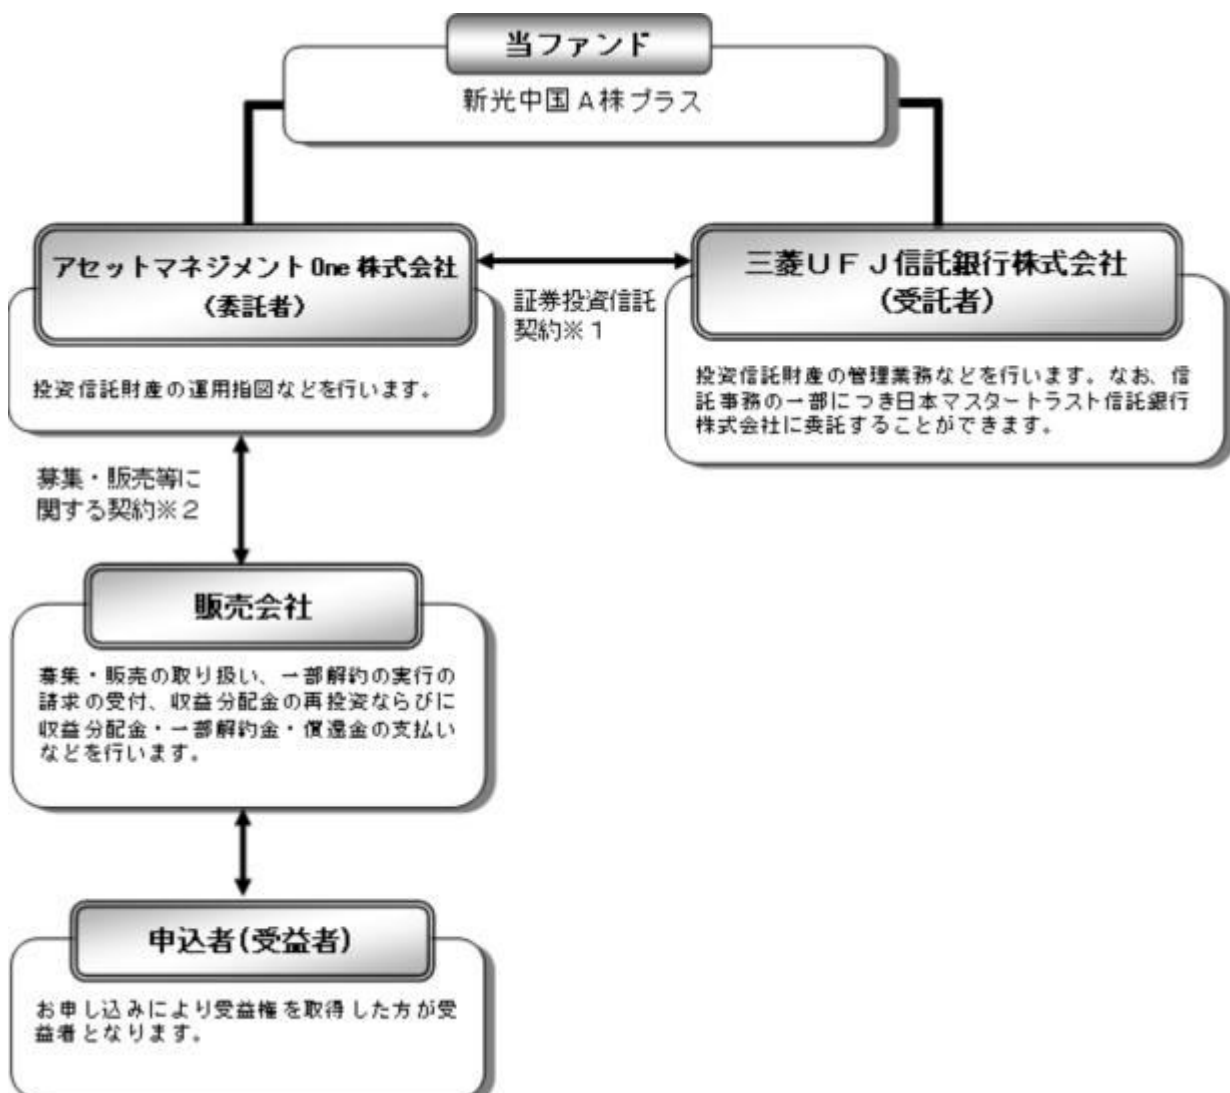 当ファンド
新光中国Ａ株プラス
アセットマネジメントOne 株式会社
（委託者）
投資信託財産の運用指図などを行います。
証券投資信託
契約※１
三菱ＵＦＪ信託銀行株式会社
(受託者)
投資信託財産の管理業務などを行います。なお、信
託事務の一部につき日本マスタートラスト信託銀行
株式会社に委託することができます。
募集・販売等に
関する契約※２
販売会社
募集・販売の取り扱い、一部解約の実行の
請求の受付、収益分配金の再投資ならびに
収益分配金・一部解約金・償還金の支払い
などを行います。
申込者(受益者)
お申し込みにより受益権を取得した方が受
益者となります。